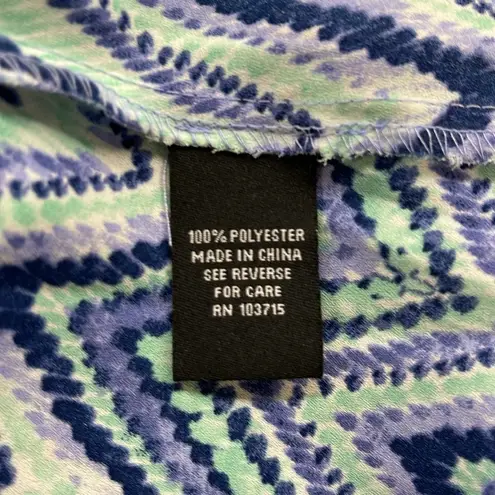 100% POLYESTER
MADE IN CHINA
SEE REVERSE
FOR CARE
RN 103715